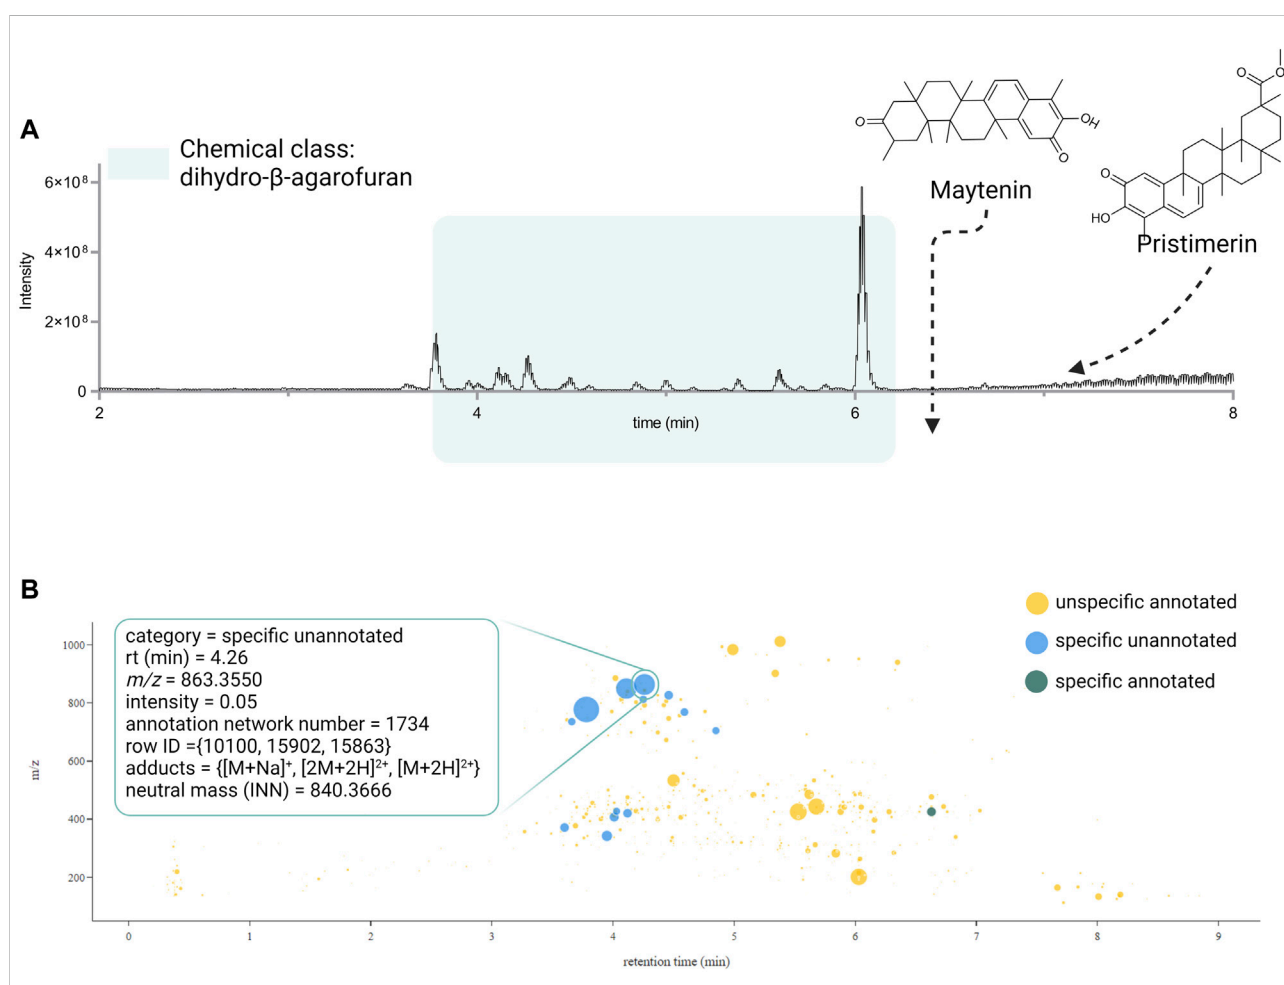 A
Chemical class:
dihydro-β-agarofuran
Maytenin
Pristimerin
O
OH
O
O
O
O
HO
Intensity
6×10⁸
4×10⁸
2×10⁸
0
2
4
6
8
time (min)
B
unspecific annotated
specific unannotated
specific annotated
category = specific unannotated
rt (min) = 4.26
m/z = 863.3550
intensity = 0.05
annotation network number = 1734
row ID ={10100, 15902, 15863}
adducts = {[M+Na]⁺, [2M+2H]²⁺, [M+2H]²⁺}
neutral mass (INN) = 840.3666
m/z
1000
800
600
400
200
0
1
2
3
4
5
6
7
8
9
retention time (min)